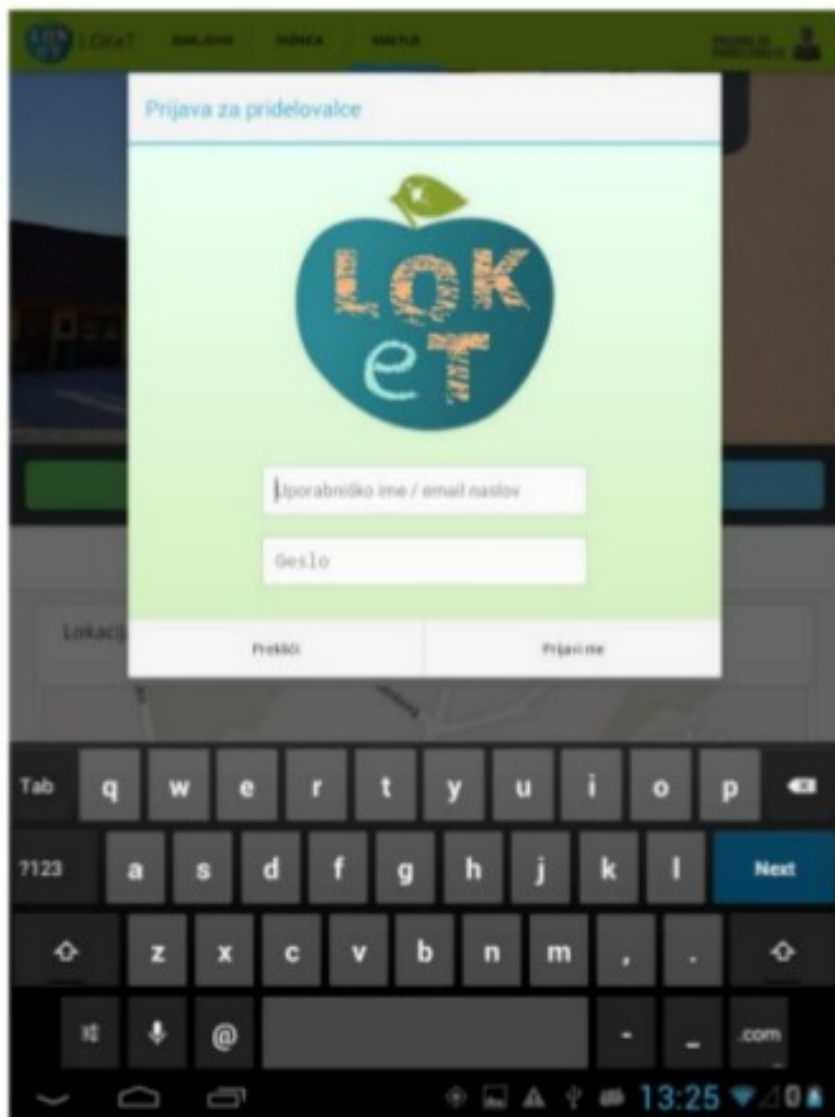 LOKeT
Prijava za pridelovalce
LOK
eT
Uporabniško ime / email naslov
Geslo
Prekliči
Prijavi me
Tab q w e r t y u i o p
?123 a s d f g h j k l Next
z x c v b n m , .
@ - _ .com
13:25